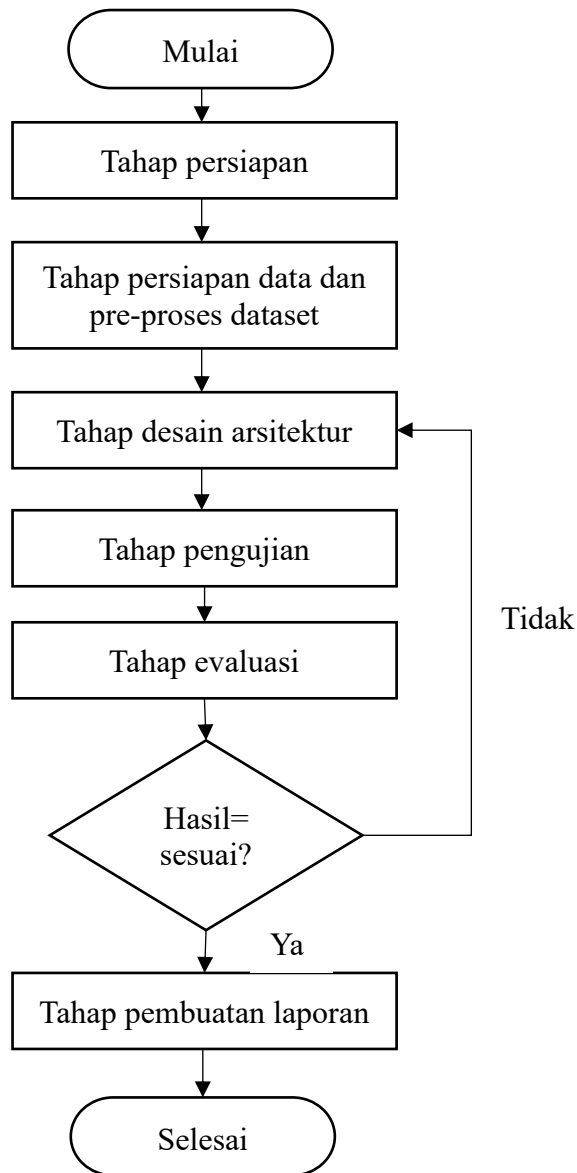 Mulai
Tahap persiapan
Tahap persiapan data dan
pre-proses dataset
Tahap desain arsitektur
Tahap pengujian
Tidak
Tahap evaluasi
Hasil=
sesuai?
Ya
Tahap pembuatan laporan
Selesai